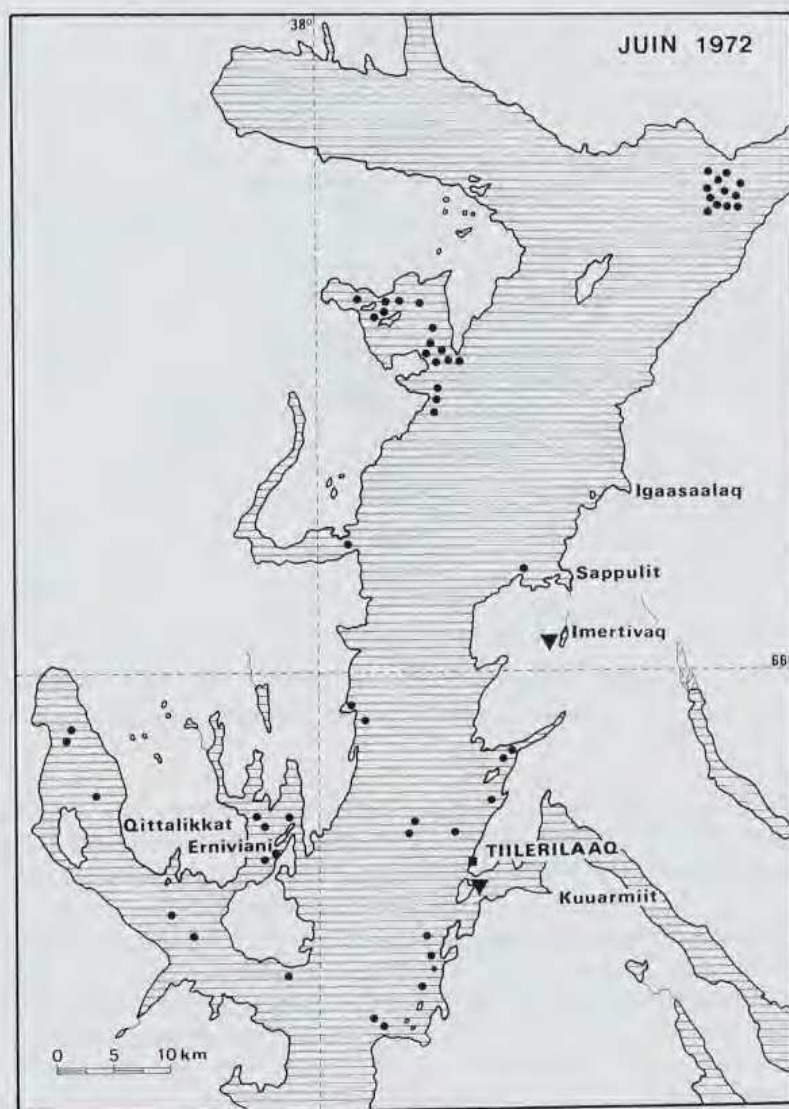 38°
JUIN 1972
Igaasaalaq
Sappulit
Imertivaq
66
Qittalikkat
Erniviani
TIILERILAAQ
Kuuarmiit
0 5 10 km